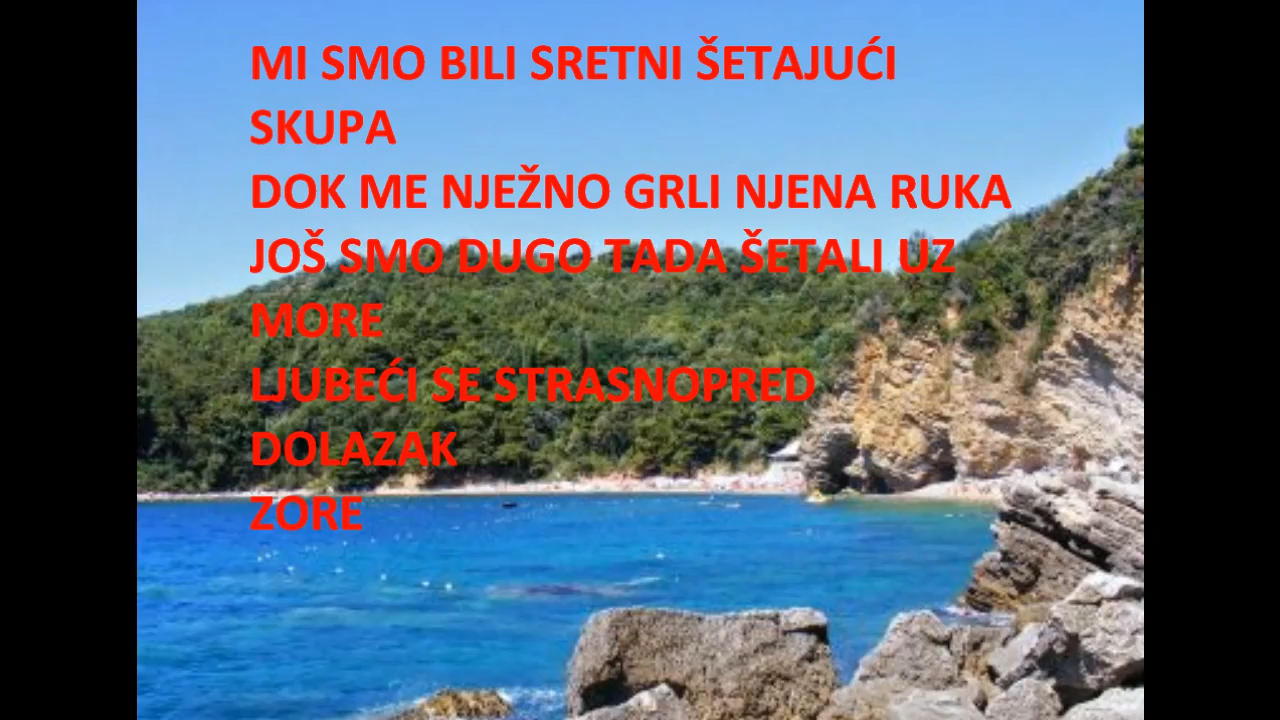 MI SMO BILI SRETNI ŠETAJUĆI
SKUPA
DOK ME NJEŽNO GRLI NJENA RUKA
JOŠ SMO DUGO TADA ŠETALI UZ
MORE
LJUBEĆI SE STRASNOPRED
DOLAZAK
ZORE